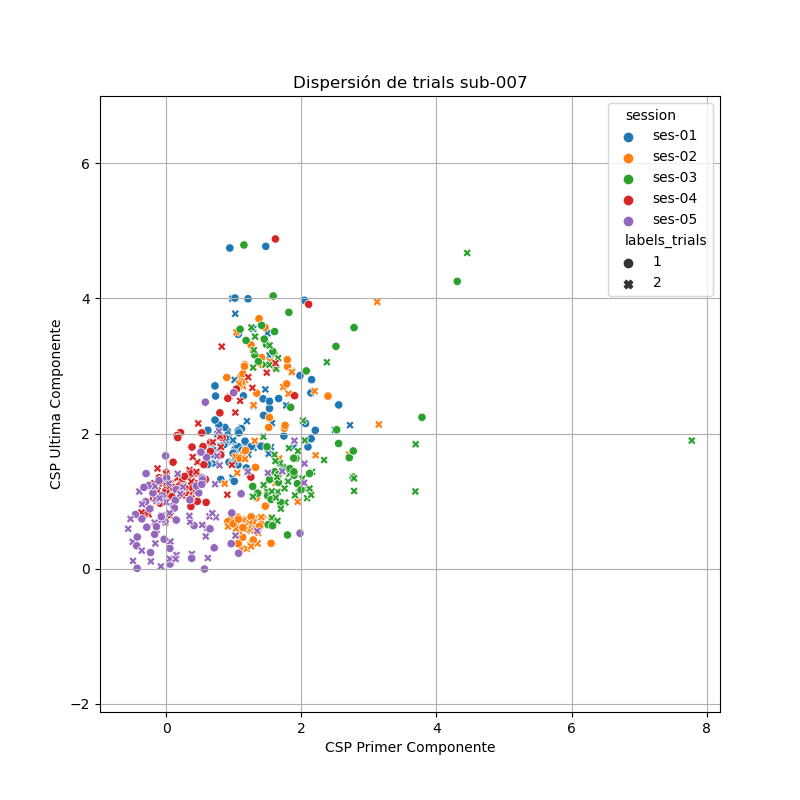 Dispersión de trials sub-007
session
ses-01
ses-02
ses-03
ses-04
ses-05
labels_trials
1
2
6
4
2
0
−2
0
2
4
6
8
CSP Ultima Componente
CSP Primer Componente